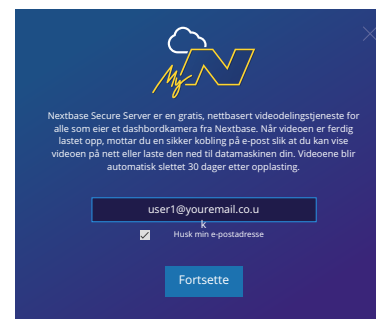 My N
Nextbase Secure Server er en gratis, nettbasert videodelingstjeneste for
alle som eier et dashbordkamera fra Nextbase. Når videoen er ferdig
lastet opp, mottar du en sikker kobling på e-post slik at du kan vise
videoen på nett eller laste den ned til datamaskinen din. Videoene blir
automatisk slettet 30 dager etter opplasting.
user1@youremail.co.u
k
Husk min e-postadresse
Fortsette